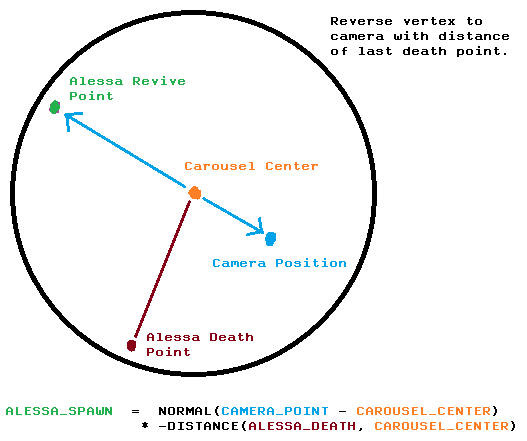 Reverse vertex to
camera with distance
of last death point.
Alessa Revive
Point
Carousel Center
Camera Position
Alessa Death
Point
ALESSA_SPAWN = NORMAL(CAMERA_POINT - CAROUSEL_CENTER)
* -DISTANCE(ALESSA_DEATH, CAROUSEL_CENTER)